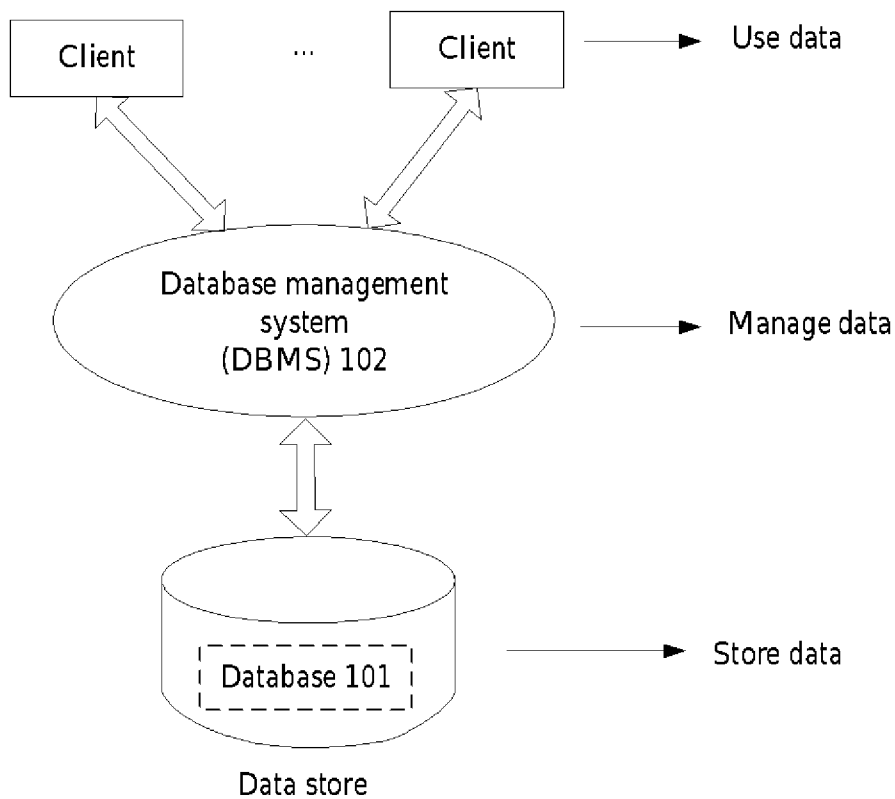 Client
...
Client
Use data
Database management
system
(DBMS) 102
Manage data
Database 101
Store data
Data store